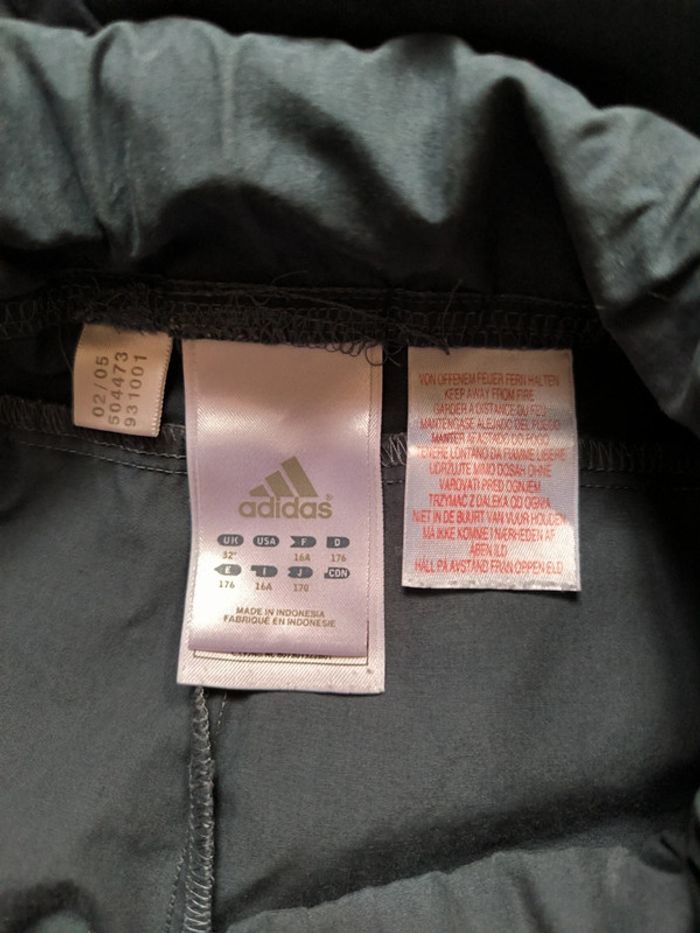 02/05
504473
931001
adidas
UK USA F D
32" 16A 176
E I J CDN
176 16A 170
MADE IN INDONESIA
FABRIQUÉ EN INDONESIE
VON OFFENEM FEUER FERN HALTEN
KEEP AWAY FROM FIRE
GARDER A DISTANCE DU FEU
MANTENGASE ALEJADO DEL FUEGO
MANTER AFASTADO DO FOGO
TENERE LONTANO DA FIAMME LIBERE
UDRZUJTE MIMO DOSAH OHNE
VAROVATI PRED OGNJEM
TRZYMAĆ Z DALEKA OD OGNIA
NIET IN DE BUURT VAN VUUR HOUDEN
MA IKKE KOMME I NÆRHEDEN AF
ÅBEN ILD
HÅLL PÅ AVSTAND FRÅN ÖPPEN ELD